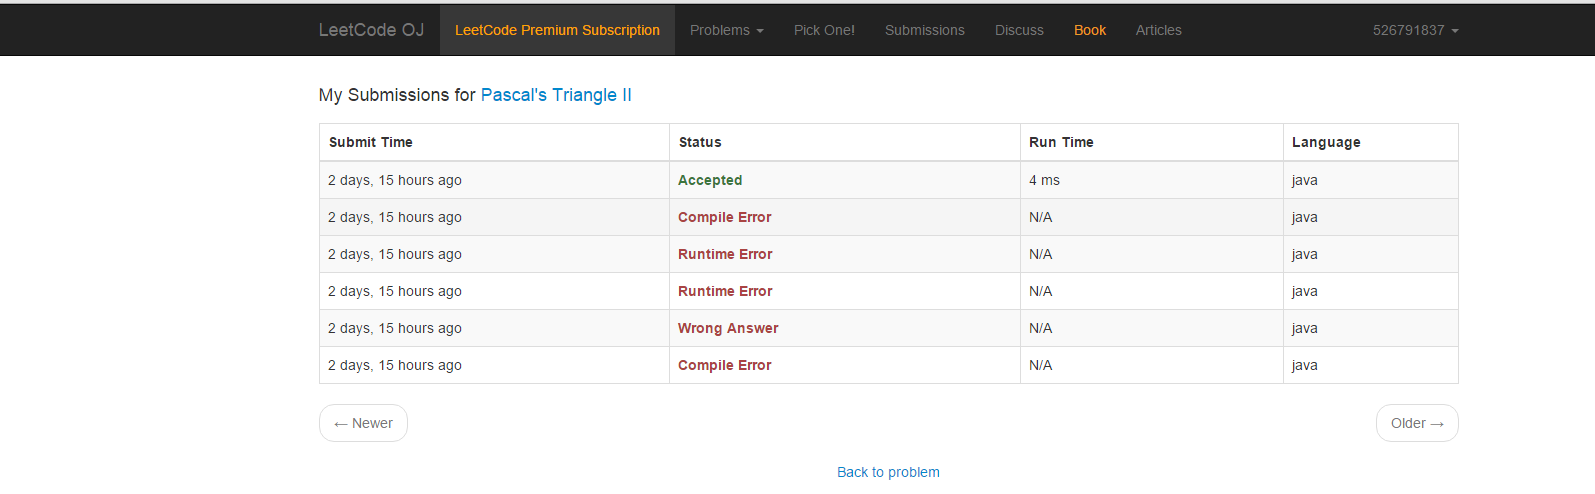 LeetCode OJ LeetCode Premium Subscription Problems Pick One! Submissions Discuss Book Articles 526791837
My Submissions for Pascal's Triangle II
Submit Time Status Run Time Language
2 days, 15 hours ago Accepted 4 ms java
2 days, 15 hours ago Compile Error N/A java
2 days, 15 hours ago Runtime Error N/A java
2 days, 15 hours ago Runtime Error N/A java
2 days, 15 hours ago Wrong Answer N/A java
2 days, 15 hours ago Compile Error N/A java
← Newer Older →
Back to problem